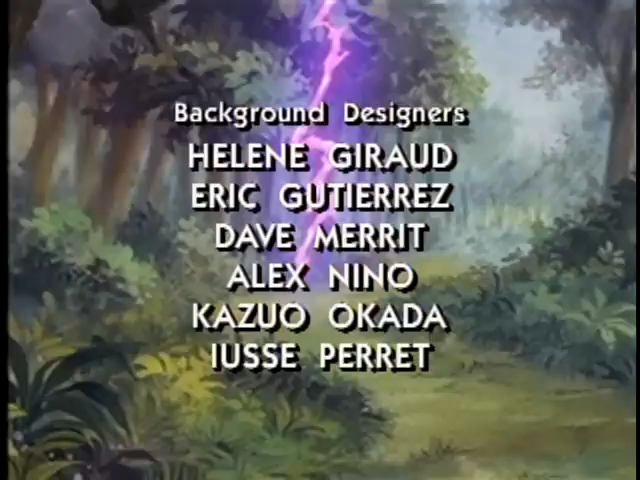 Background Designers
HELENE GIRAUD
ERIC GUTIERREZ
DAVE MERRIT
ALEX NINO
KAZUO OKADA
IUSSE PERRET